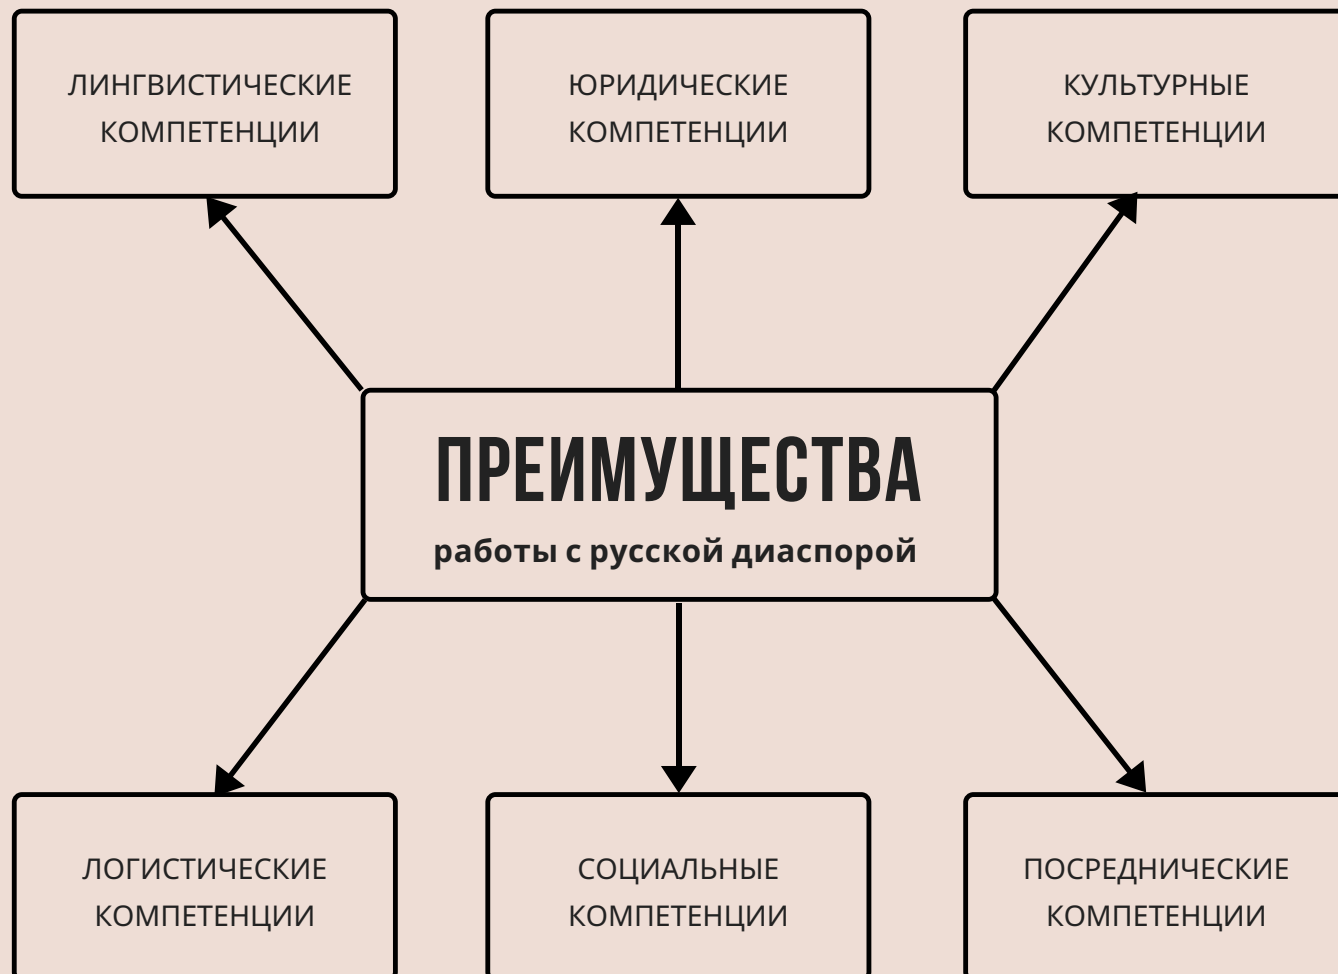 ЛИНГВИСТИЧЕСКИЕ
КОМПЕТЕНЦИИ
ЮРИДИЧЕСКИЕ
КОМПЕТЕНЦИИ
КУЛЬТУРНЫЕ
КОМПЕТЕНЦИИ
ПРЕИМУЩЕСТВА
работы с русской диаспорой
ЛОГИСТИЧЕСКИЕ
КОМПЕТЕНЦИИ
СОЦИАЛЬНЫЕ
КОМПЕТЕНЦИИ
ПОСРЕДНИЧЕСКИЕ
КОМПЕТЕНЦИИ